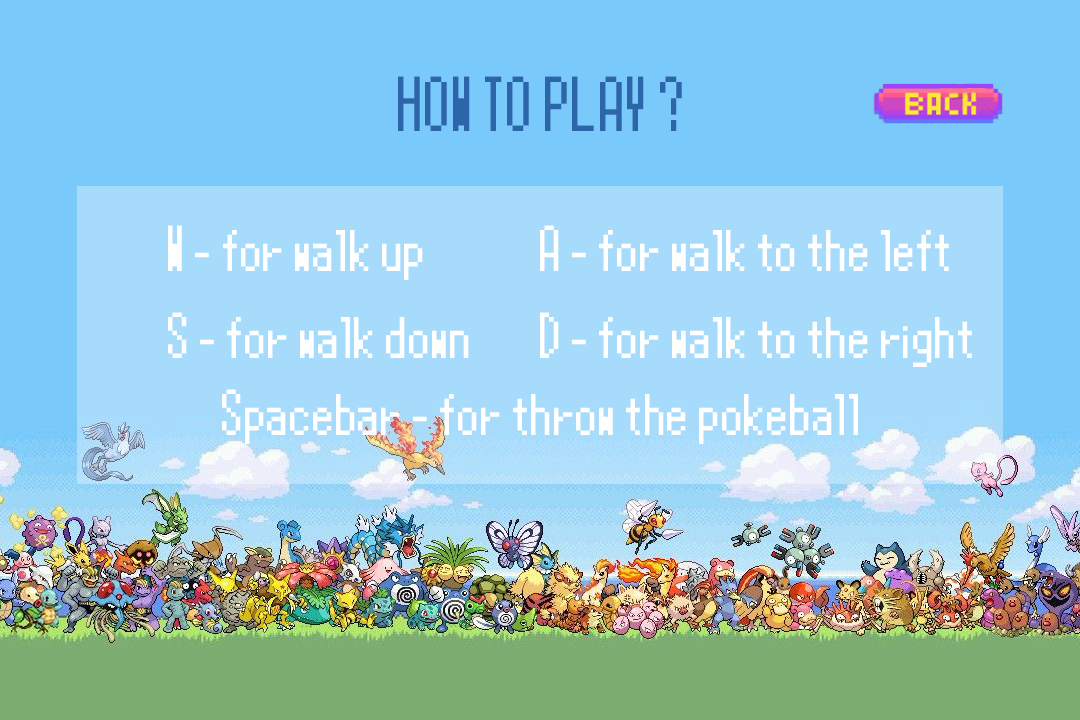 HOW TO PLAY ?
BACK
W - for walk up
A - for walk to the left
S - for walk down
D - for walk to the right
Spacebar - for throw the pokeball